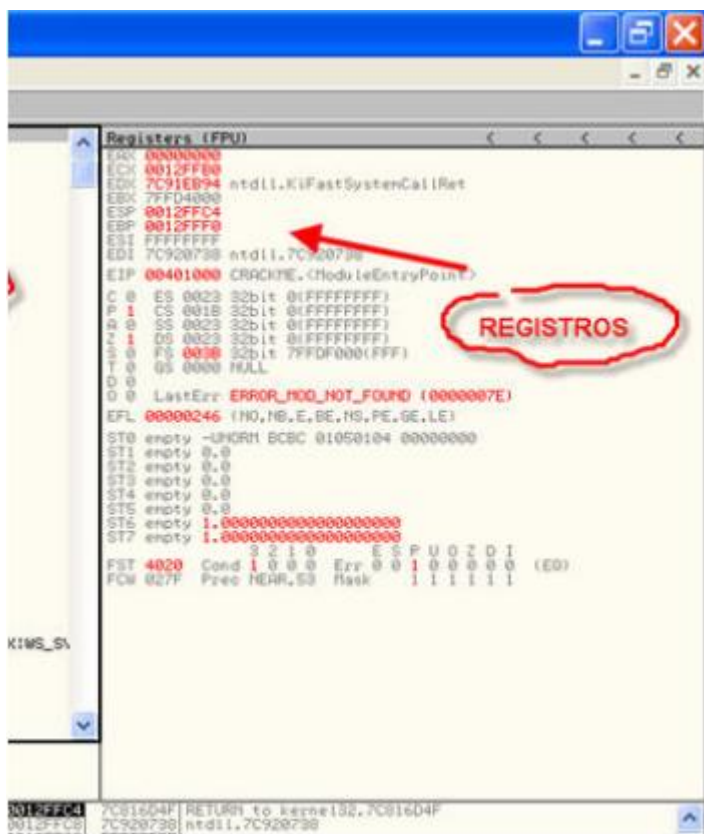 Registers (FPU) < < < < <
EAX 00000000
ECX 0012FFB0
EDX 7C91EB94 ntdll.KiFastSystemCallRet
EBX 7FFD4000
ESP 0012FFC4
EBP 0012FFF0
ESI FFFFFFFF
EDI 7C920738 ntdll.7C920738
EIP 00401000 CRACKME.<ModuleEntryPoint>
REGISTROS
C 0 ES 0023 32bit 0(FFFFFFFF)
P 1 CS 001B 32bit 0(FFFFFFFF)
A 0 SS 0023 32bit 0(FFFFFFFF)
Z 1 DS 0023 32bit 0(FFFFFFFF)
S 0 FS 003B 32bit 7FFDF000(FFF)
T 0 GS 0000 NULL
D 0
O 0 LastErr ERROR_MOD_NOT_FOUND (0000007E)
EFL 00000246 (NO,NB,E,BE,NS,PE,GE,LE)
ST0 empty -UNORM BCBC 01050104 00000000
ST1 empty 0.0
ST2 empty 0.0
ST3 empty 0.0
ST4 empty 0.0
ST5 empty 0.0
ST6 empty 1.0000000000000000000
ST7 empty 1.0000000000000000000
3 2 1 0 E S P U O Z D I
FST 4020 Cond 1 0 0 0 Err 0 0 1 0 0 0 0 0 (EQ)
FCW 027F Prec NEAR,53 Mask 1 1 1 1 1 1
K!WS_S\
0012FFC4 7C816D4F RETURN to kernel32.7C816D4F
0012FFC8 7C920738 ntdll.7C920738